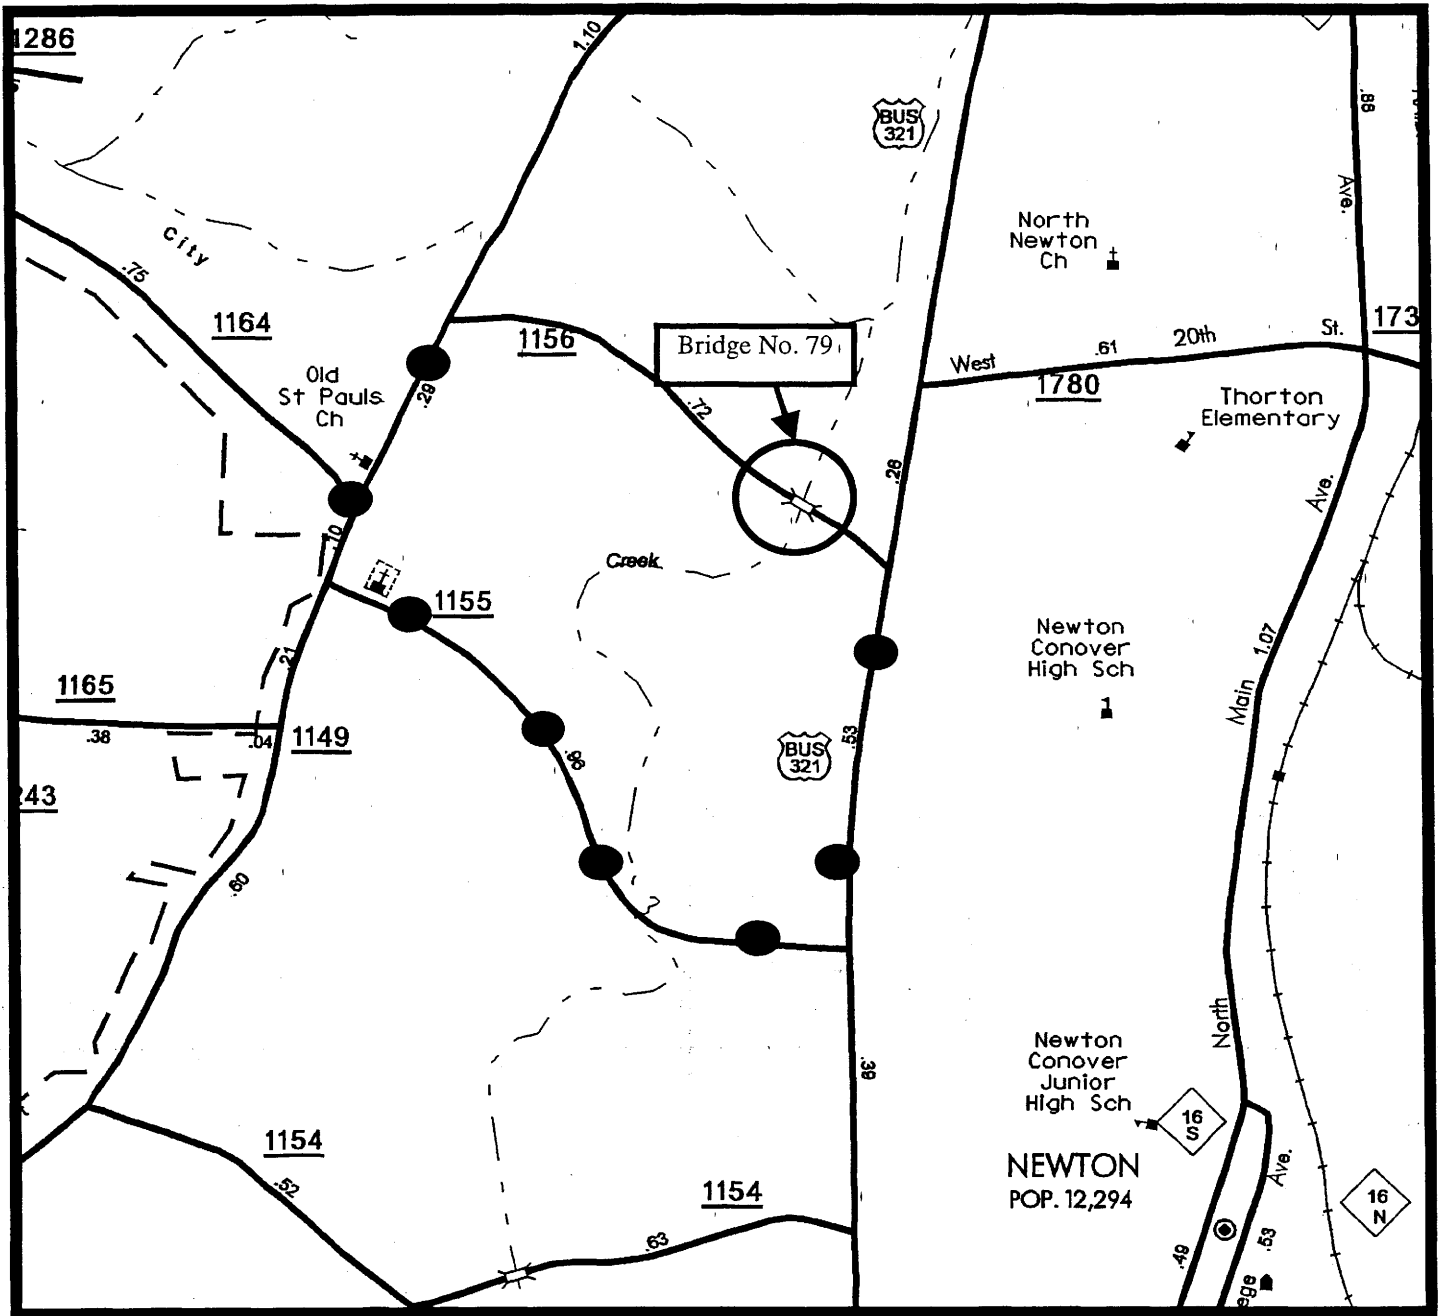 1286
1.10
BUS
321
.88
Ave.
City
North
Newton
Ch
.75
1164
1156
Bridge No. 79
173
West
.61
20th
St.
1780
Old
St Pauls
Ch
.29
.72
Thorton
Elementary
.26
Ave.
.10
Creek
1155
Newton
Conover
High Sch
1.07
.21
1165
.38
.04
1149
Main
.98
.53
BUS
321
243
.60
North
.39
Newton
Conover
Junior
High Sch
16
S
1154
.52
NEWTON
POP. 12,294
Ave.
1154
16
N
.63
.49
.53
ege